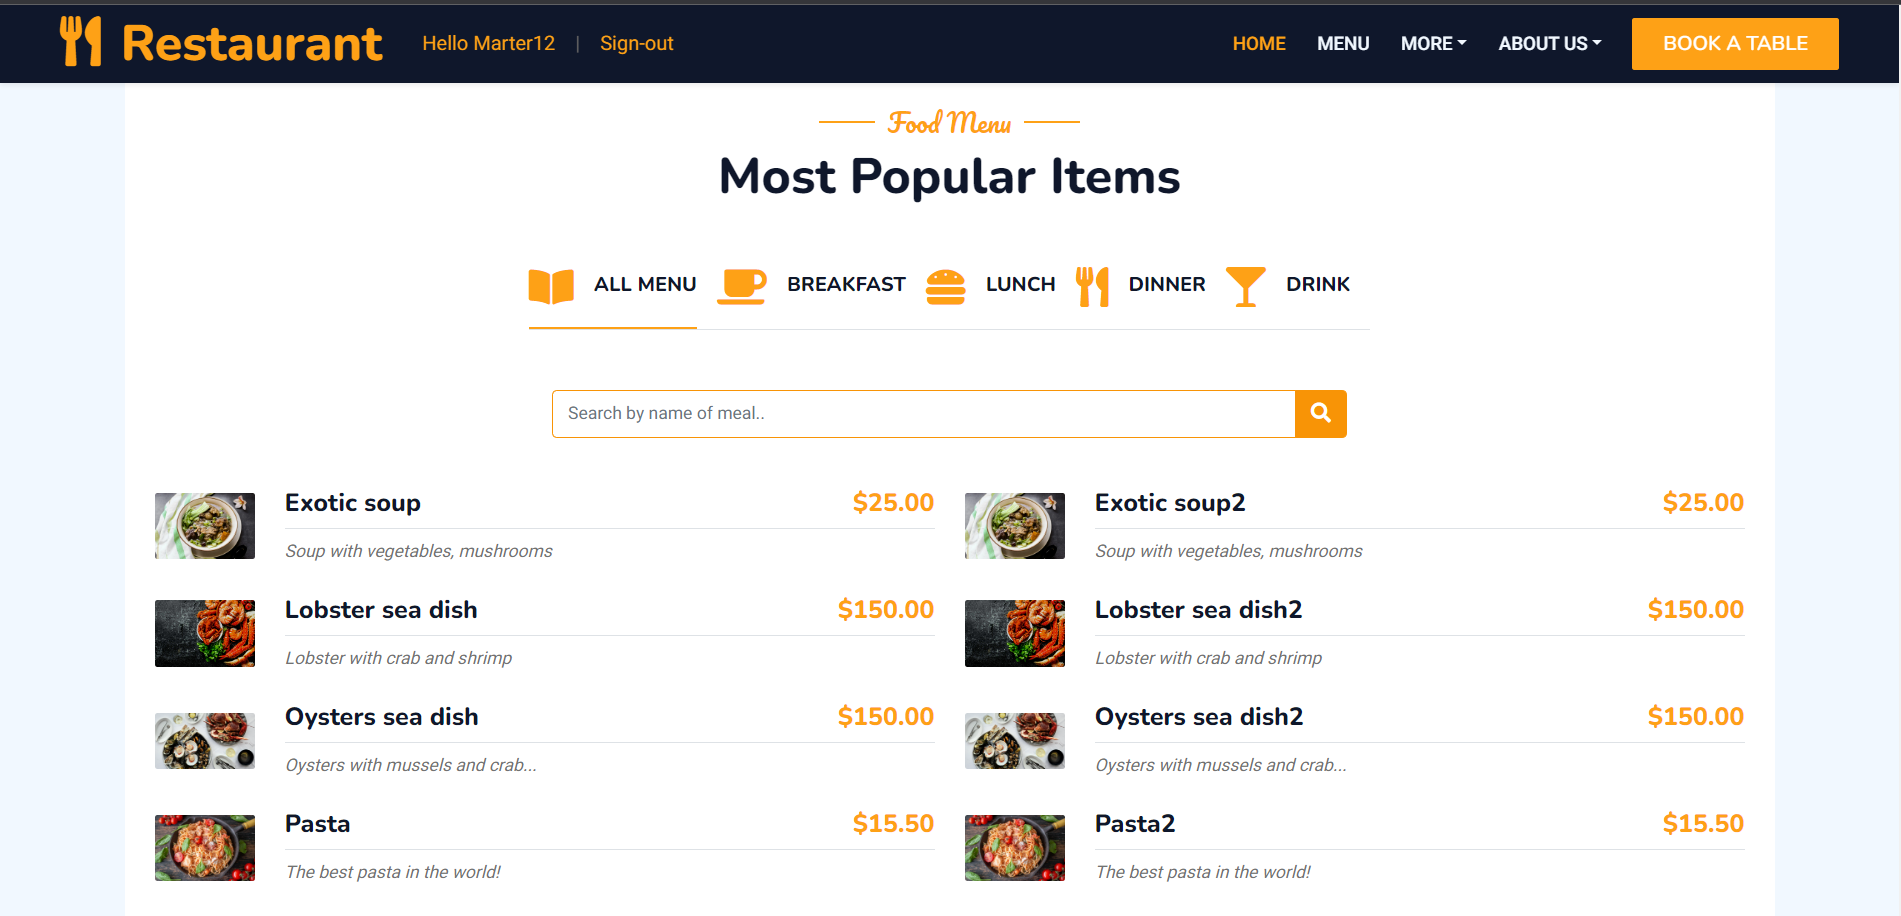 Restaurant Hello Marter12 | Sign-out HOME MENU MORE ABOUT US BOOK A TABLE
Food Menu
Most Popular Items
ALL MENU BREAKFAST LUNCH DINNER DRINK
Search by name of meal..
Exotic soup $25.00
Soup with vegetables, mushrooms
Exotic soup2 $25.00
Soup with vegetables, mushrooms
Lobster sea dish $150.00
Lobster with crab and shrimp
Lobster sea dish2 $150.00
Lobster with crab and shrimp
Oysters sea dish $150.00
Oysters with mussels and crab...
Oysters sea dish2 $150.00
Oysters with mussels and crab...
Pasta $15.50
The best pasta in the world!
Pasta2 $15.50
The best pasta in the world!